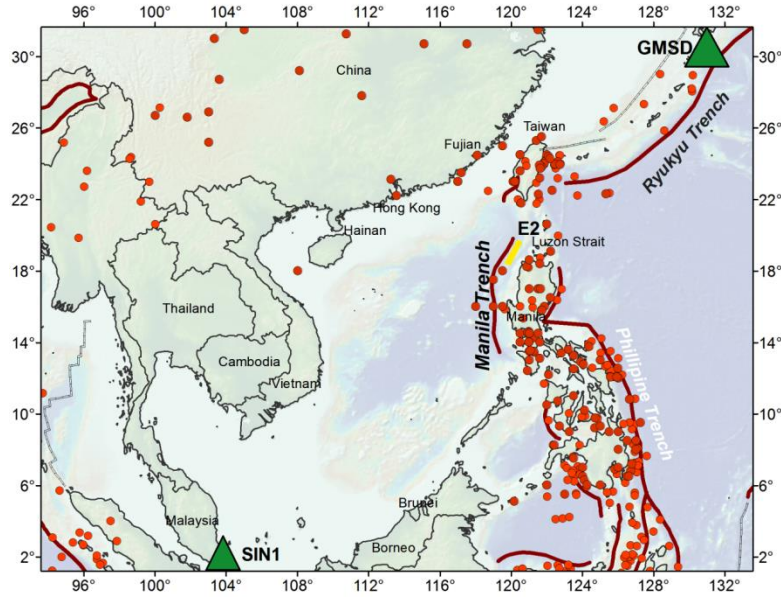 96° 100° 104° 108° 112° 116° 120° 124° 128° 132°
30° 30°
GMSD
China
26° 26°
Taiwan
Fujian
Ryukyu Trench
22° 22°
Hong Kong
E2
Hainan
Luzon Strait
18° 18°
Manila Trench
Thailand
Manila
14° 14°
Phillipine Trench
Cambodia
Vietnam
10° 10°
6° 6°
Brunei
Malaysia
SIN1
Borneo
2° 2°
96° 100° 104° 108° 112° 116° 120° 124° 128° 132°